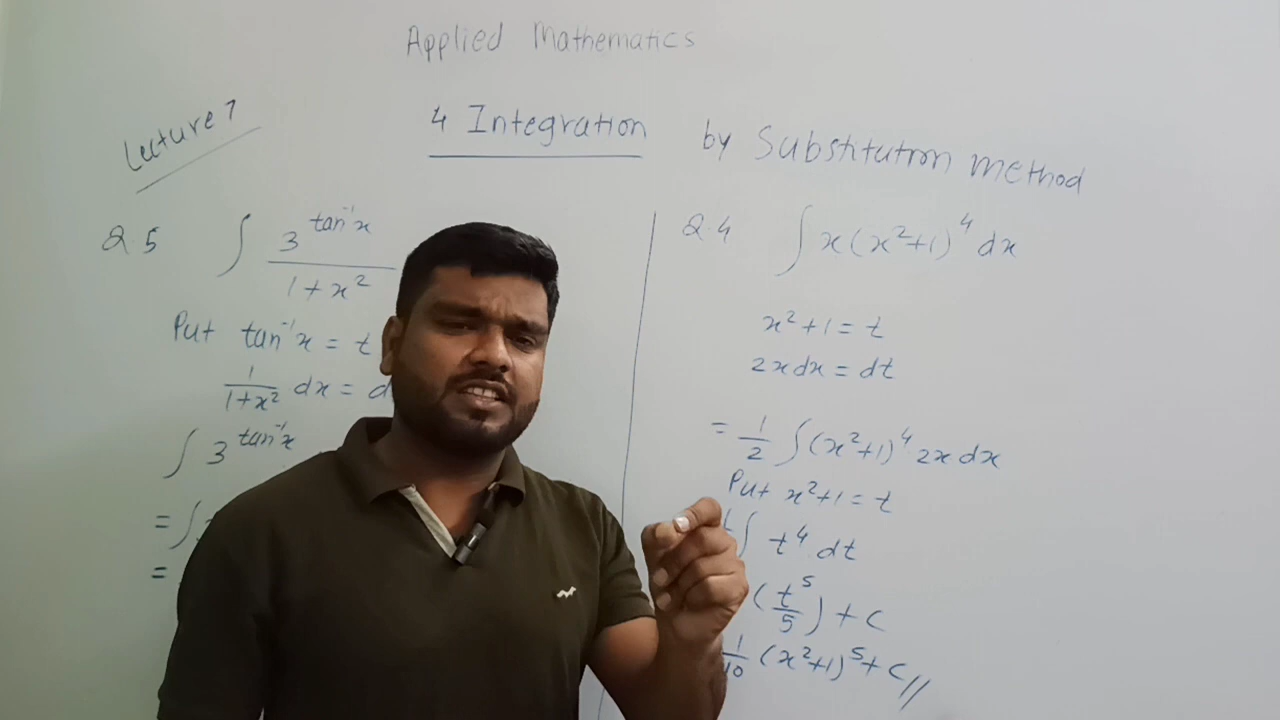 Applied Mathematics
Lecture 7
4 Integration by Substitution method
Q.5 ∫ 3^tan⁻¹x / 1+x²
Put tan⁻¹x = t
1/1+x² dx = d
∫ 3^tan⁻¹x
= ∫
=
Q.4 ∫ x(x²+1)⁴ dx
x²+1 = t
2x dx = dt
= 1/2 ∫(x²+1)⁴ 2x dx
Put x²+1 = t
∫ t⁴ dt
(t⁵/5) + c
1/10 (x²+1)⁵ + c //